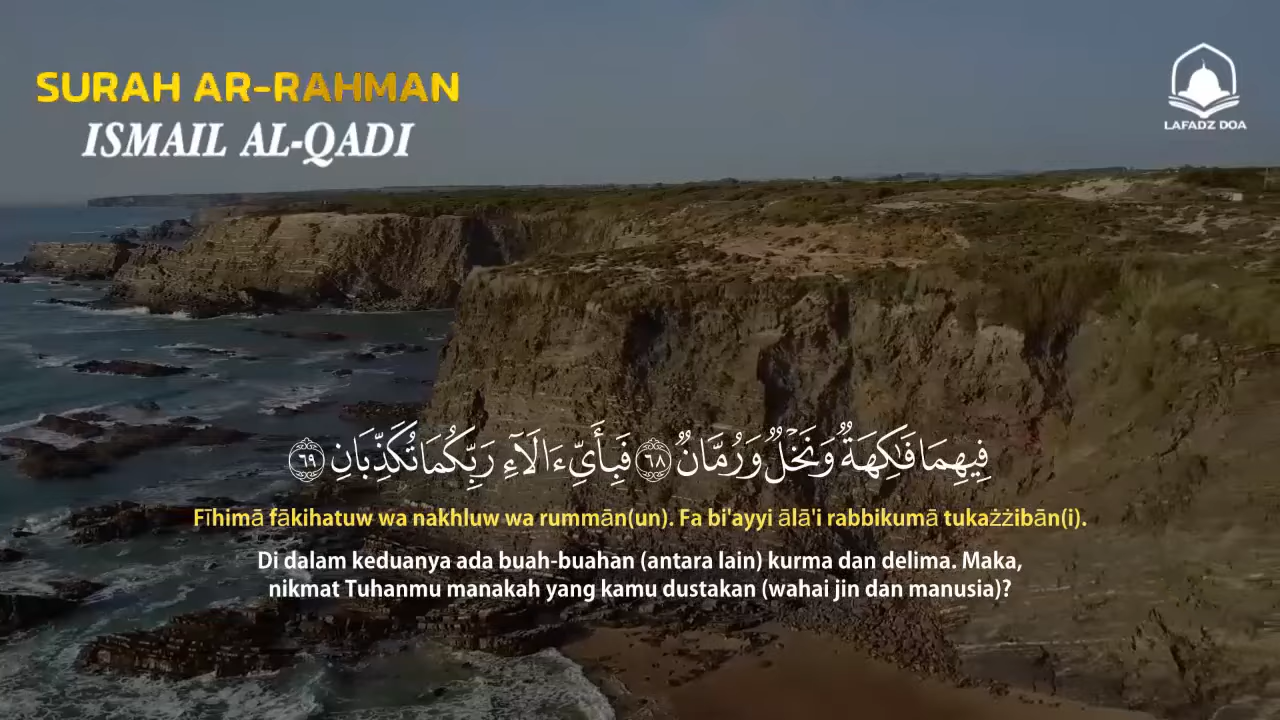 SURAH AR-RAHMAN
ISMAIL AL-QADI
LAFADZ DOA
فِيهِمَا فَاكِهَةٌ وَنَخْلٌ وَرُمَّانٌ ٦٨ فَبِأَيِّ ءَالَآءِ رَبِّكُمَا تُكَذِّبَانِ ٦٩
Fīhimā fākihatuw wa nakhluw wa rummān(un). Fa bi'ayyi ālā'i rabbikumā tukażżibān(i).
Di dalam keduanya ada buah-buahan (antara lain) kurma dan delima. Maka,
nikmat Tuhanmu manakah yang kamu dustakan (wahai jin dan manusia)?